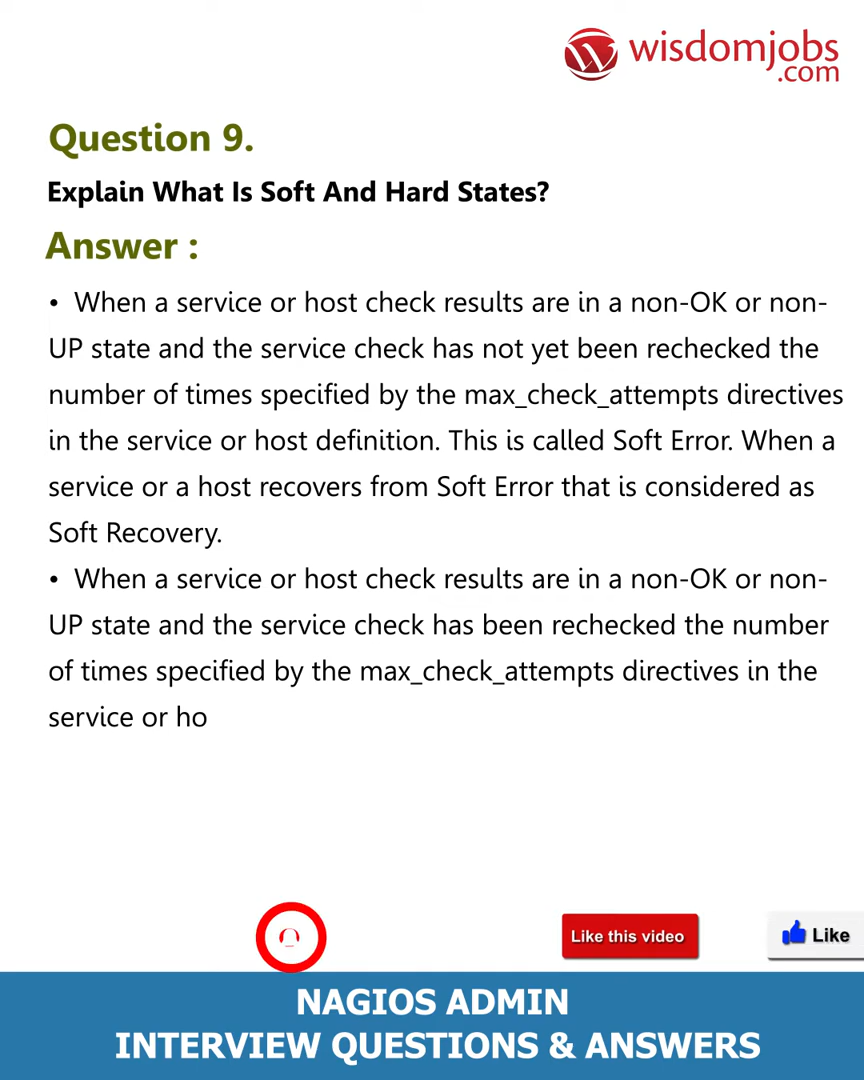 wisdomjobs
.com
Question 9.
Explain What Is Soft And Hard States?
Answer :
• When a service or host check results are in a non-OK or non-
UP state and the service check has not yet been rechecked the
number of times specified by the max_check_attempts directives
in the service or host definition. This is called Soft Error. When a
service or a host recovers from Soft Error that is considered as
Soft Recovery.
• When a service or host check results are in a non-OK or non-
UP state and the service check has been rechecked the number
of times specified by the max_check_attempts directives in the
service or ho
Like this video
Like
NAGIOS ADMIN
INTERVIEW QUESTIONS & ANSWERS